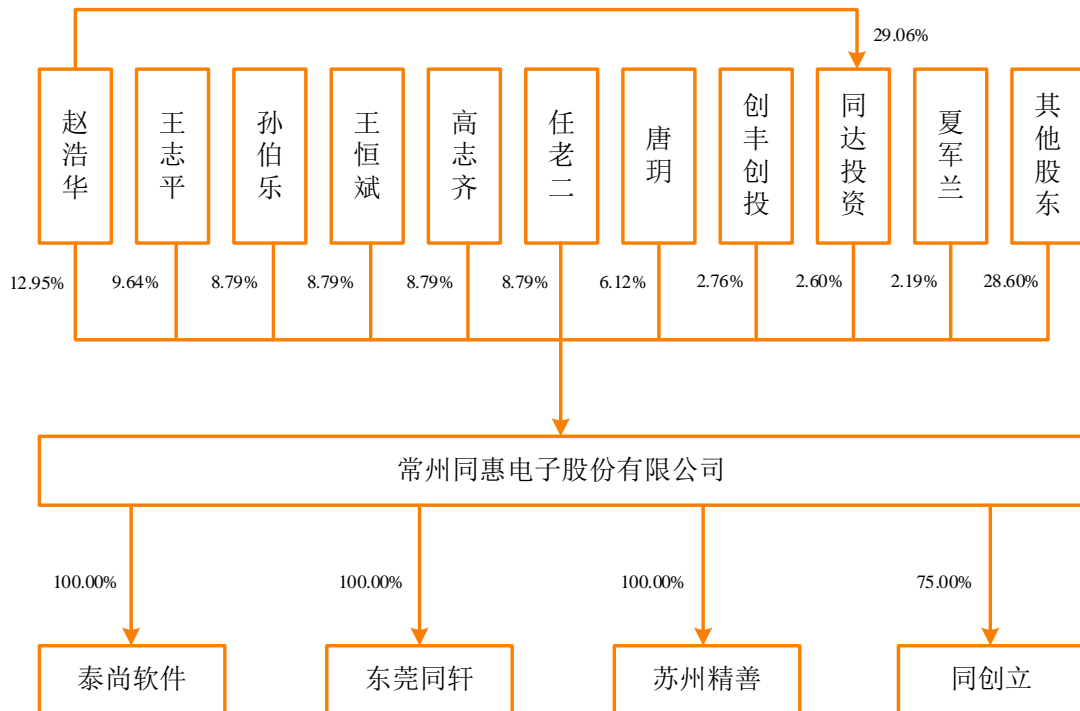 29.06%
赵浩华
王志平
孙伯乐
王恒斌
高志齐
任老二
唐玥
创丰创投
同达投资
夏军兰
其他股东
12.95%
9.64%
8.79%
8.79%
8.79%
8.79%
6.12%
2.76%
2.60%
2.19%
28.60%
常州同惠电子股份有限公司
100.00%
100.00%
100.00%
75.00%
泰尚软件
东莞同轩
苏州精善
同创立